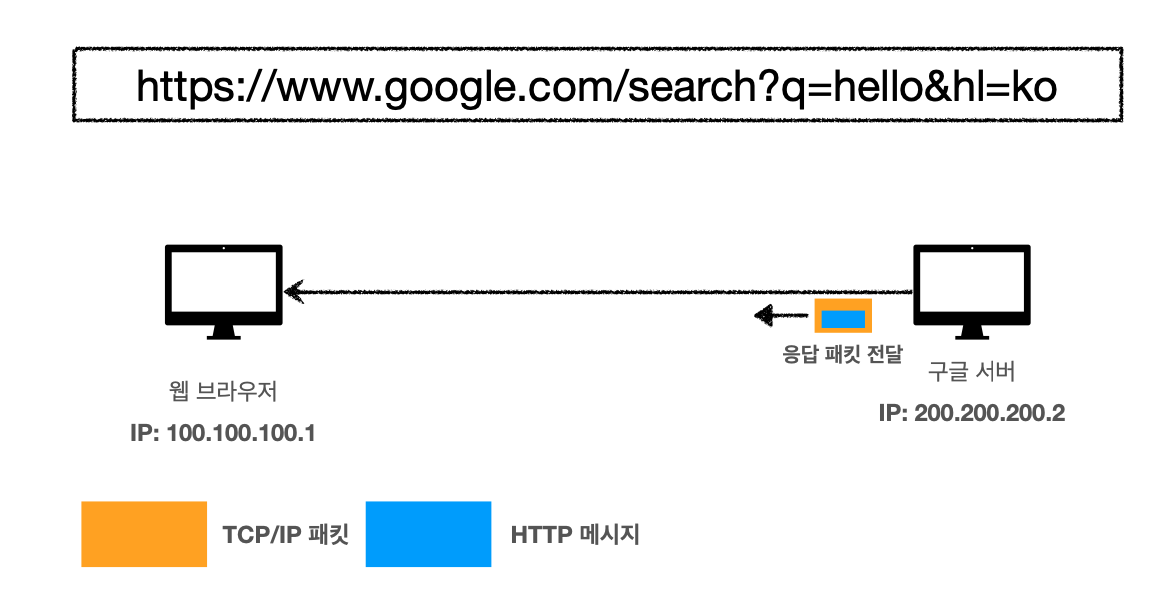 https://www.google.com/search?q=hello&hl=ko
응답 패킷 전달
웹 브라우저
구글 서버
IP: 100.100.100.1
IP: 200.200.200.2
TCP/IP 패킷
HTTP 메시지